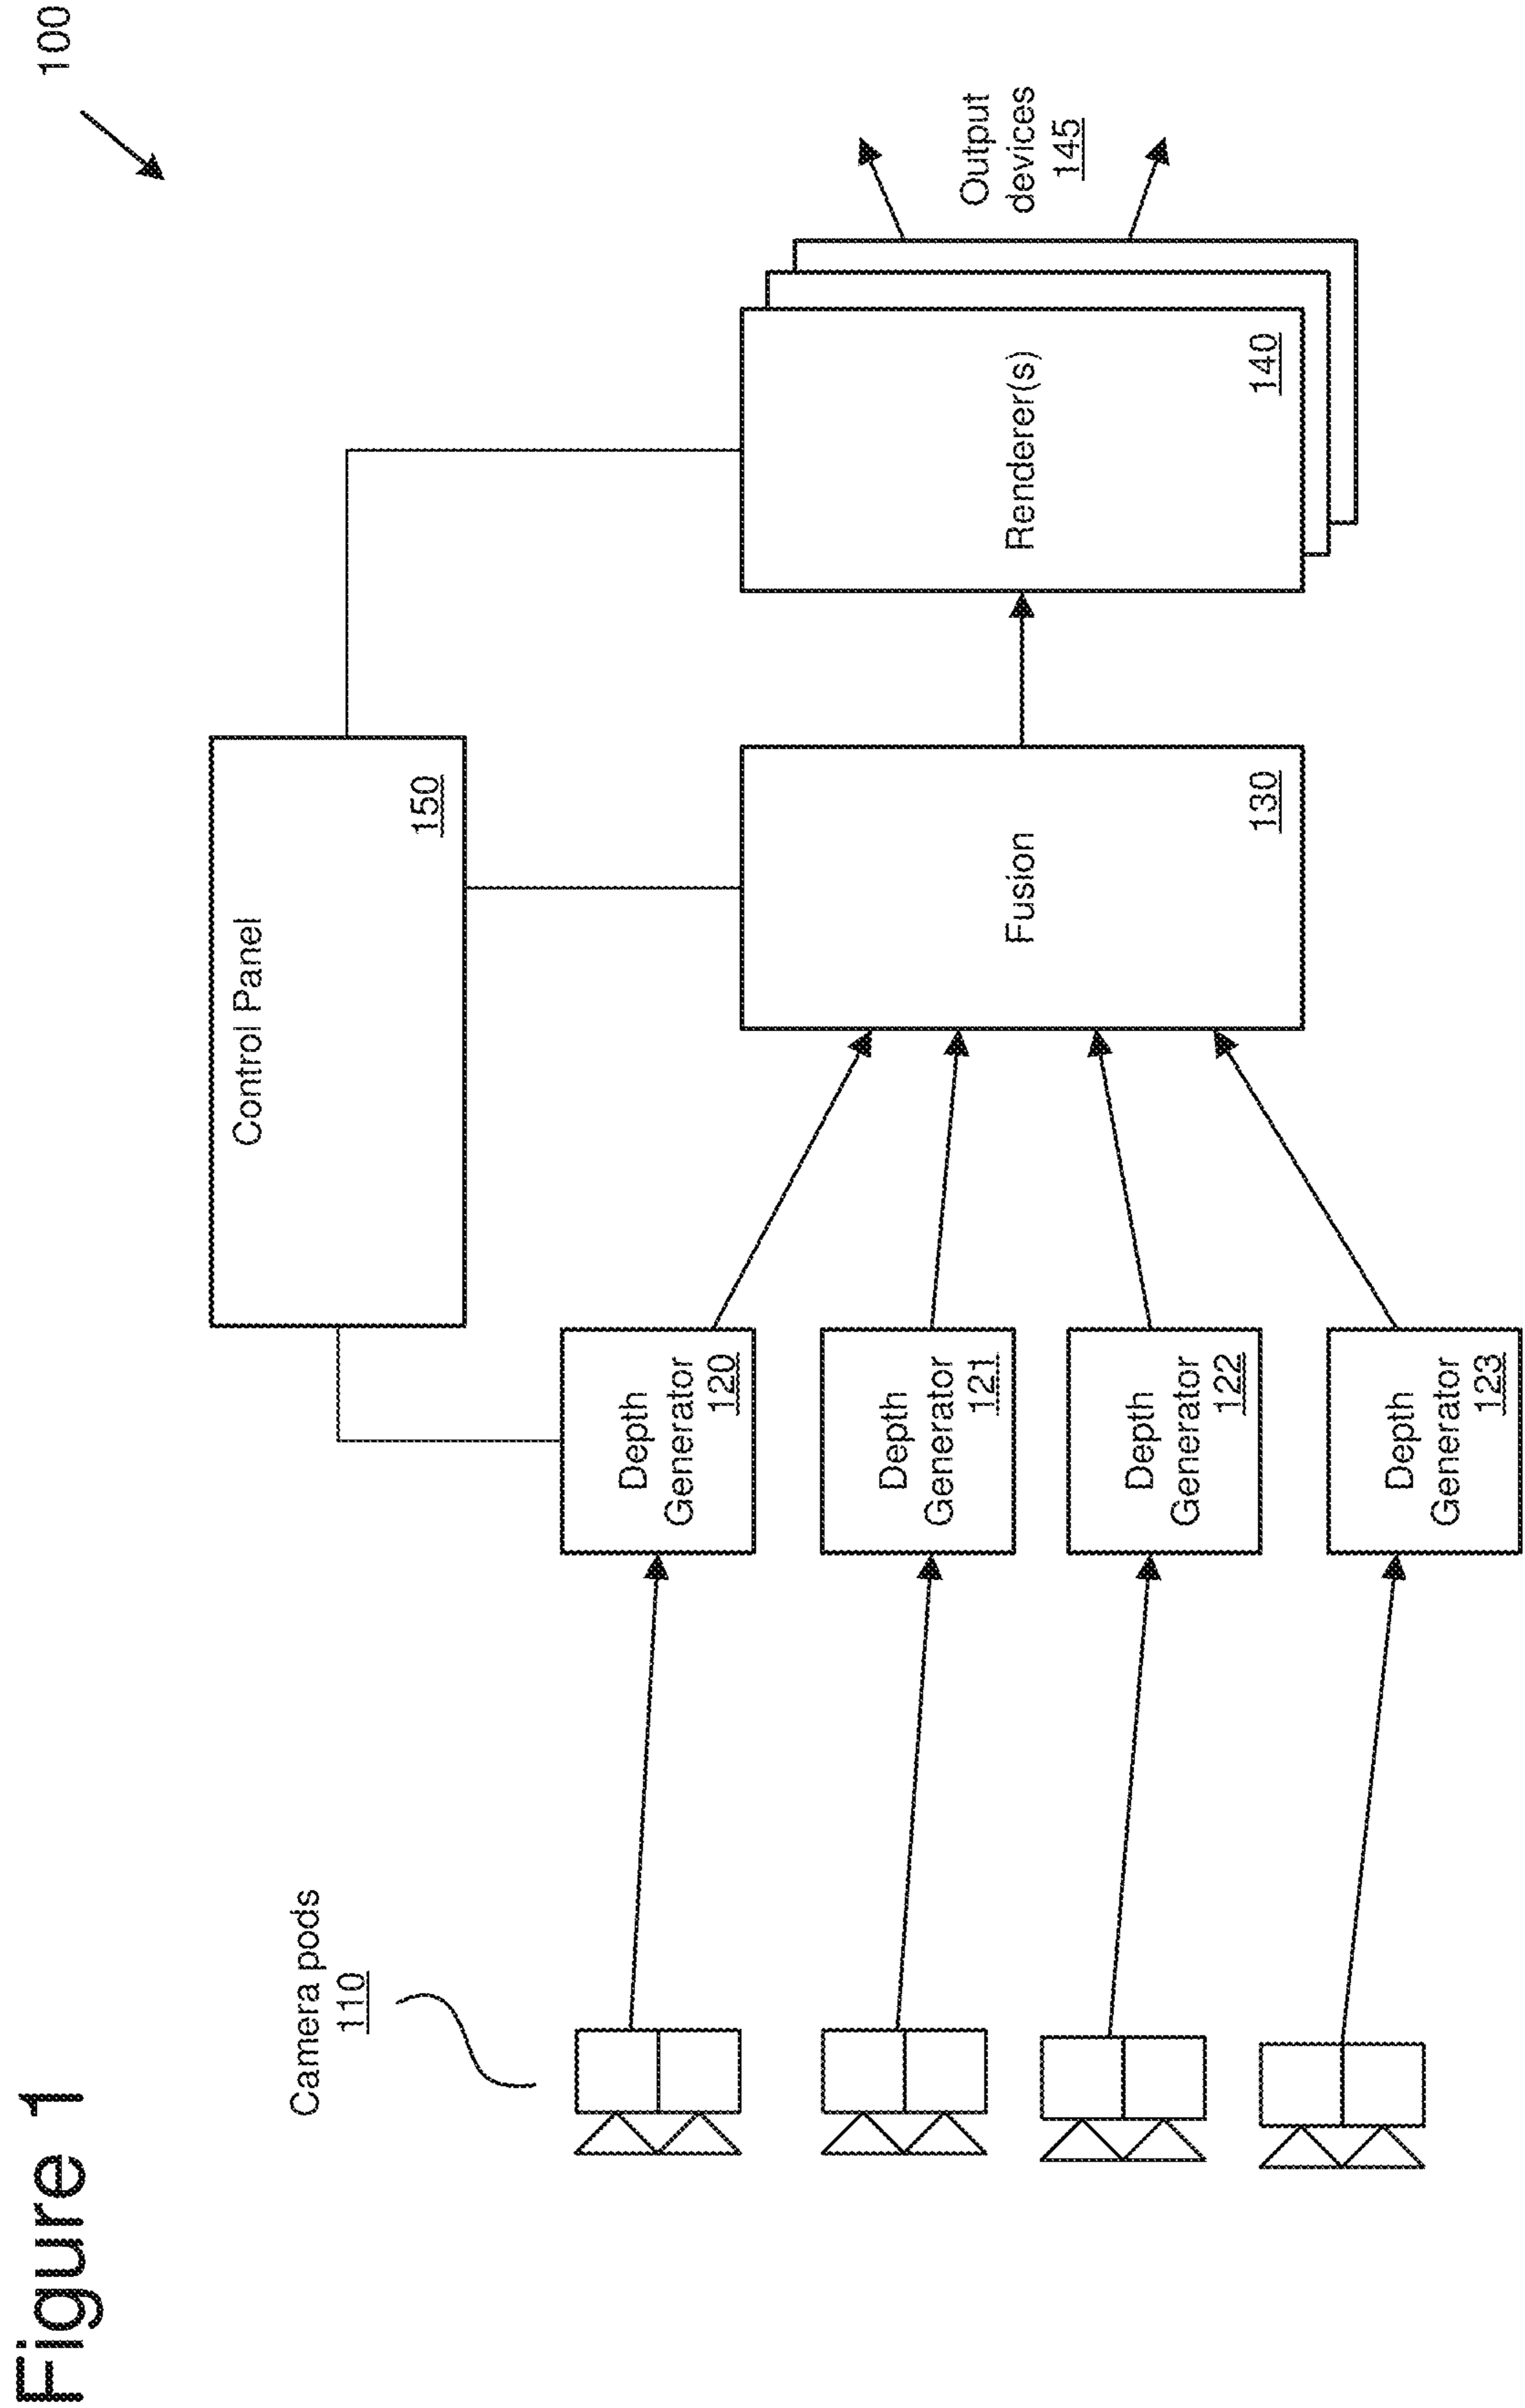 Figure 1
100
Camera pods
110
Control Panel
150
Depth
Generator
120
Depth
Generator
121
Depth
Generator
122
Depth
Generator
123
Fusion
130
Renderer(s)
140
Output
devices
145